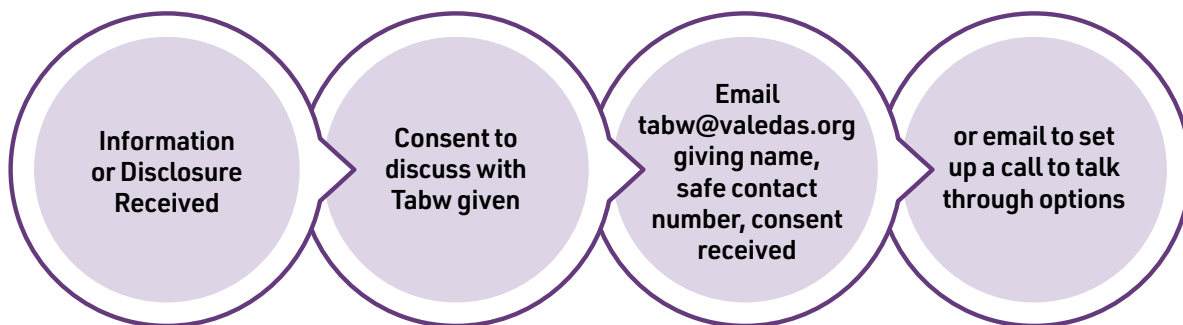 Information
or Disclosure
Received
Consent to
discuss with
Tabw given
Email
tabw@valedas.org
giving name,
safe contact
number, consent
received
or email to set
up a call to talk
through options